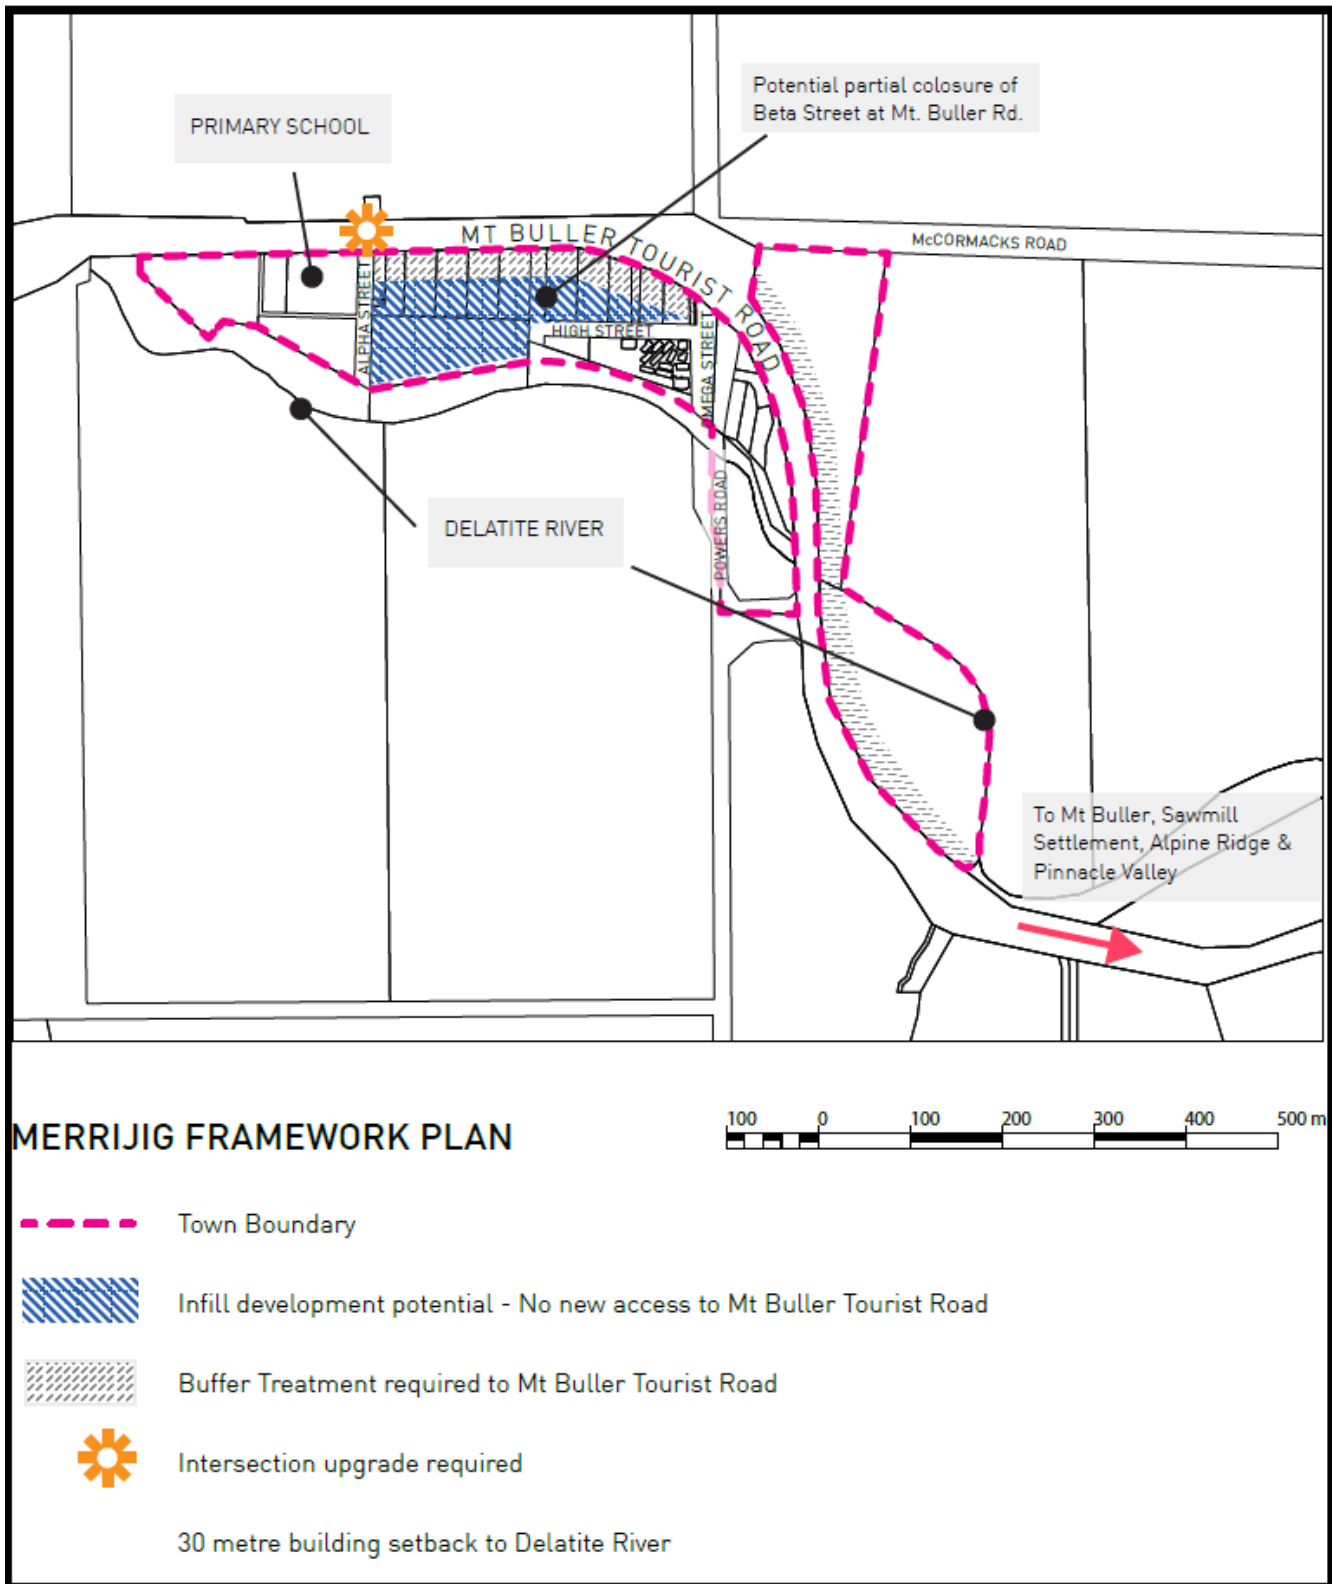 PRIMARY SCHOOL
Potential partial colosure of
Beta Street at Mt. Buller Rd.
MT BULLER TOURIST ROAD
McCORMACKS ROAD
ALPHA STREET
HIGH STREET
OMEGA STREET
POWERS ROAD
DELATITE RIVER
To Mt Buller, Sawmill
Settlement, Alpine Ridge &
Pinnacle Valley
MERRIJIG FRAMEWORK PLAN
100 0 100 200 300 400 500 m
Town Boundary
Infill development potential - No new access to Mt Buller Tourist Road
Buffer Treatment required to Mt Buller Tourist Road
Intersection upgrade required
30 metre building setback to Delatite River